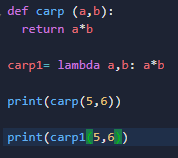 def carp (a,b):
  return a*b
carp1= lambda a,b: a*b
print(carp(5,6))
print(carp1(5,6))